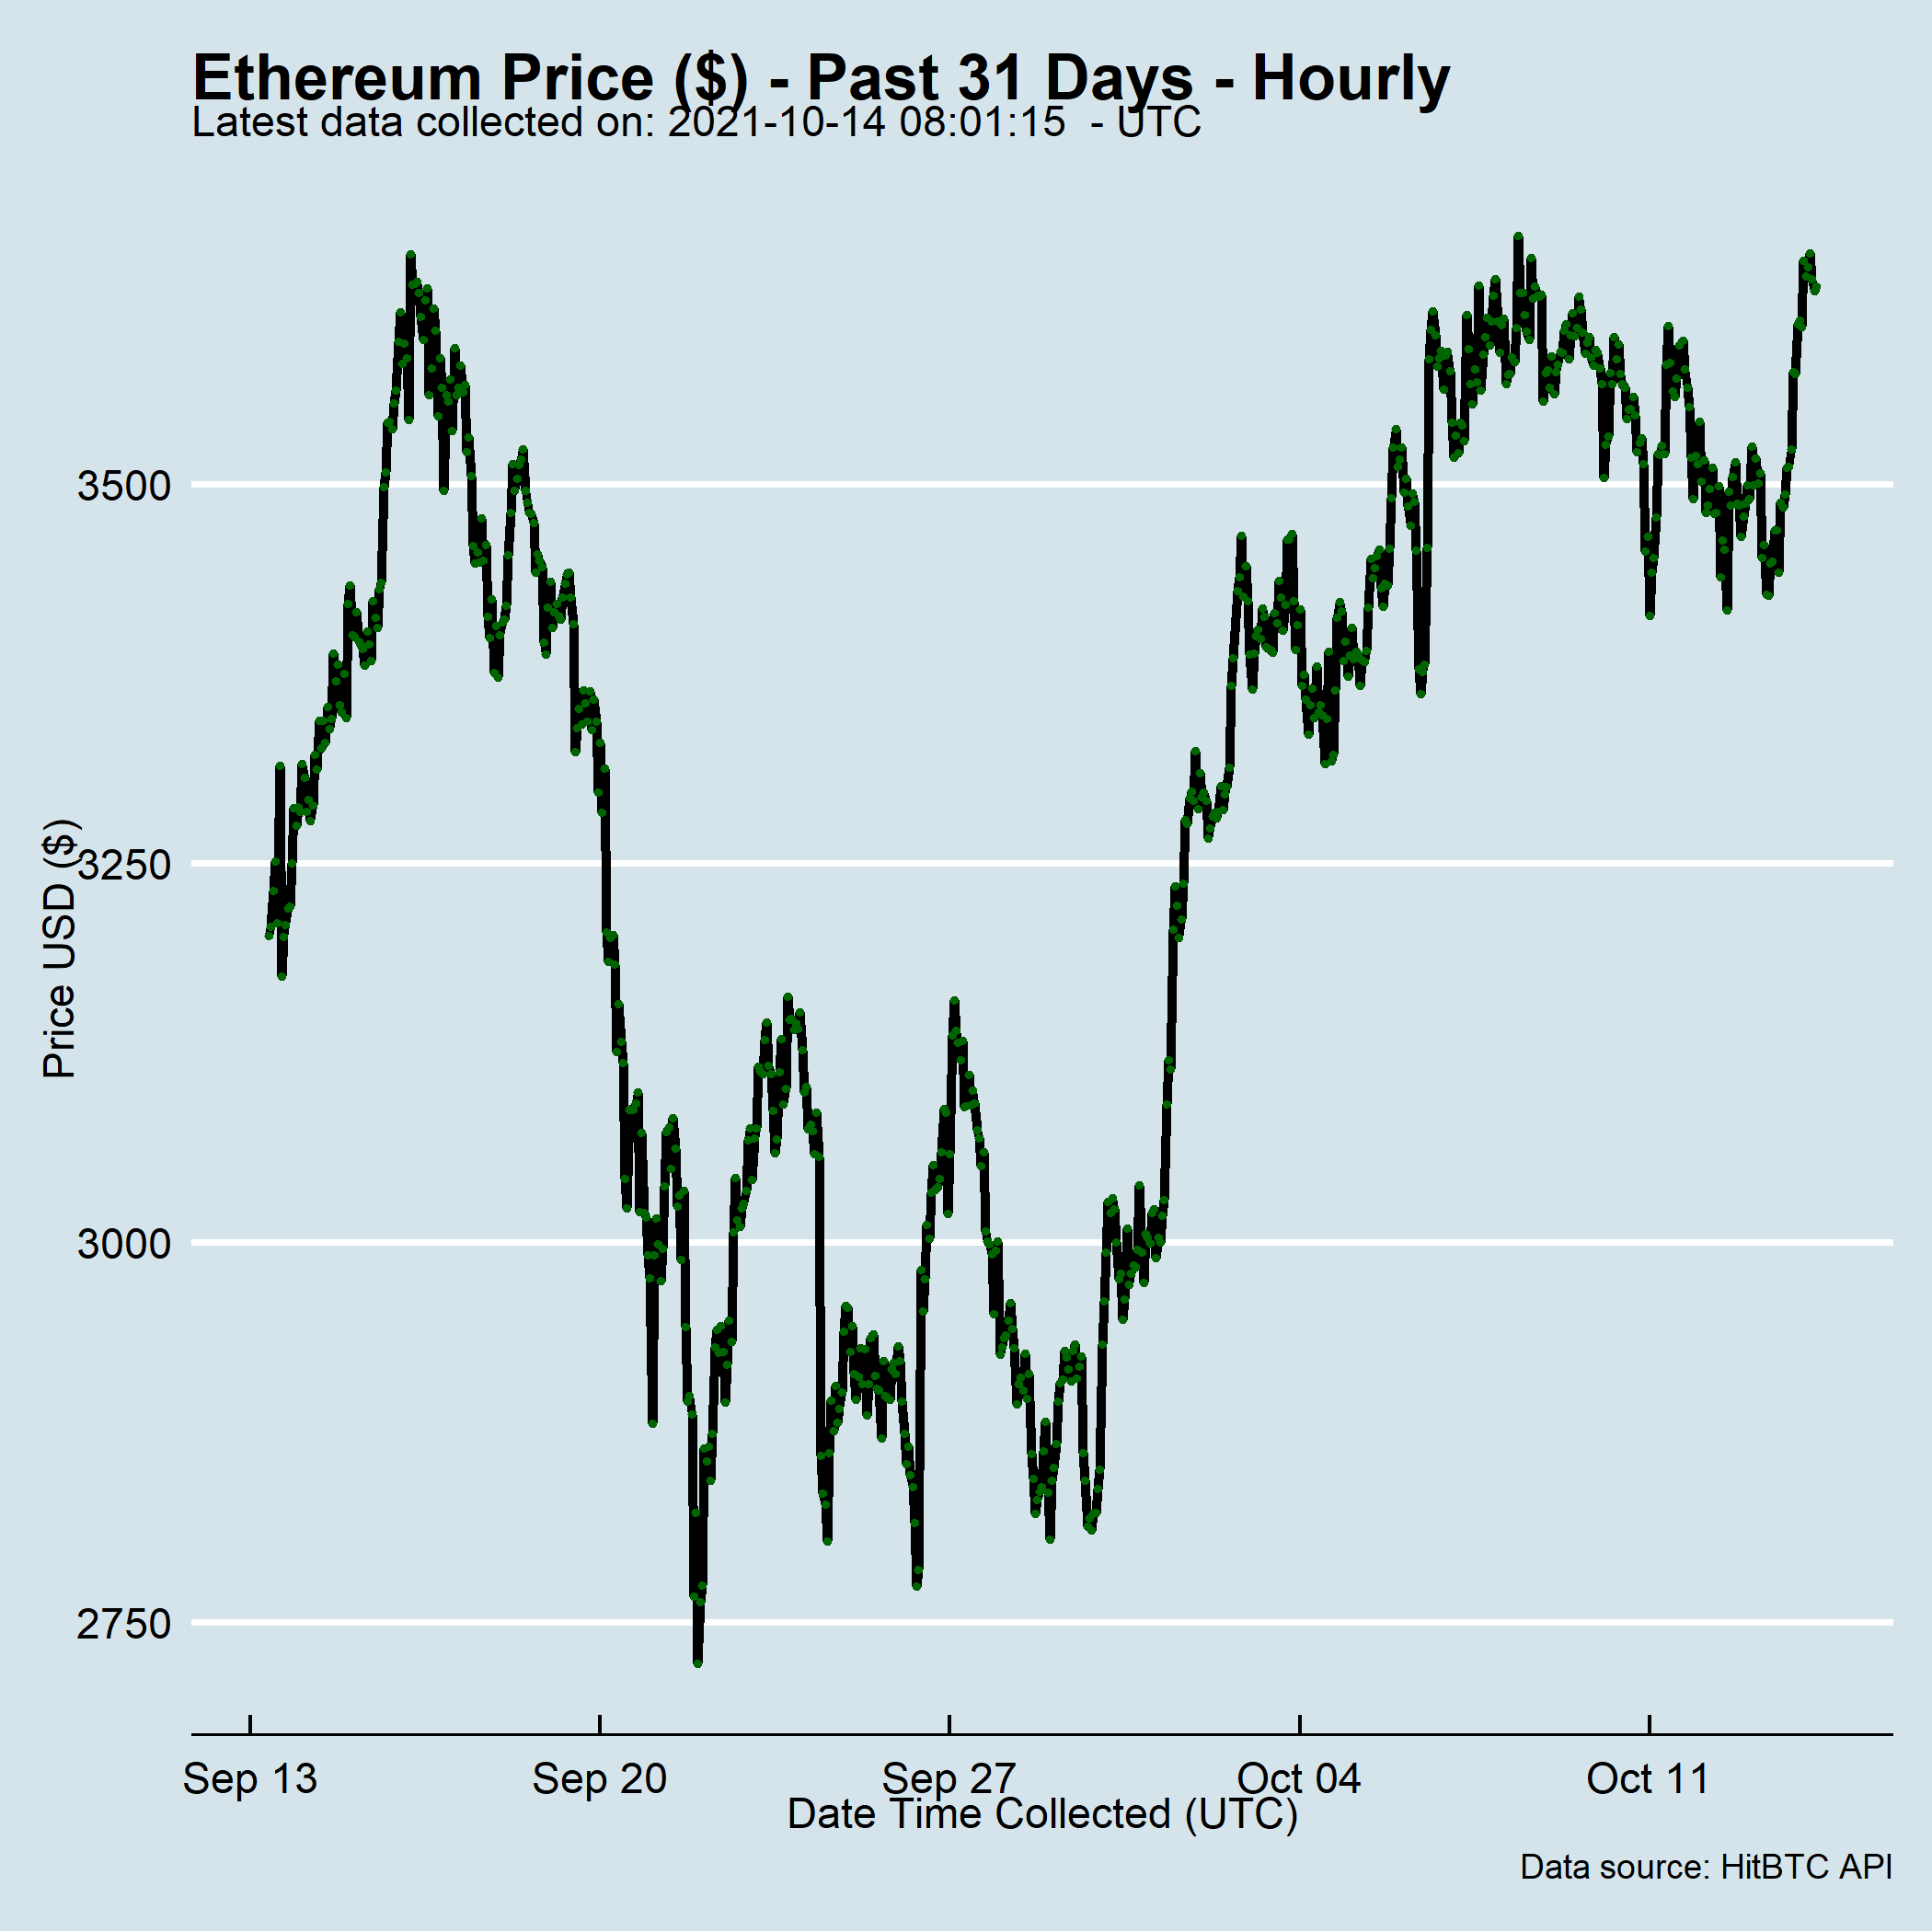 Ethereum Price ($) - Past 31 Days - Hourly
Latest data collected on: 2021-10-14 08:01:15  - UTC
Price USD ($)
3500
3250
3000
2750
Sep 13
Sep 20
Sep 27
Oct 04
Oct 11
Date Time Collected (UTC)
Data source: HitBTC API